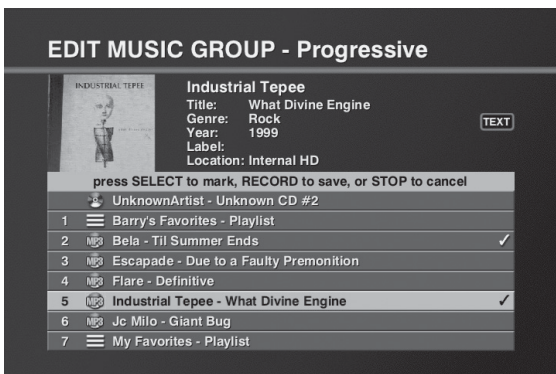 EDIT MUSIC GROUP - Progressive
INDUSTRIAL TEPEE
Industrial Tepee
Title: What Divine Engine
Genre: Rock
Year: 1999
Label:
Location: Internal HD
TEXT
press SELECT to mark, RECORD to save, or STOP to cancel
UnknownArtist - Unknown CD #2
1 Barry's Favorites - Playlist
2 MP3 Bela - Til Summer Ends ✓
3 MP3 Escapade - Due to a Faulty Premonition
4 MP3 Flare - Definitive
5 MP3 Industrial Tepee - What Divine Engine ✓
6 MP3 Jc Milo - Giant Bug
7 My Favorites - Playlist